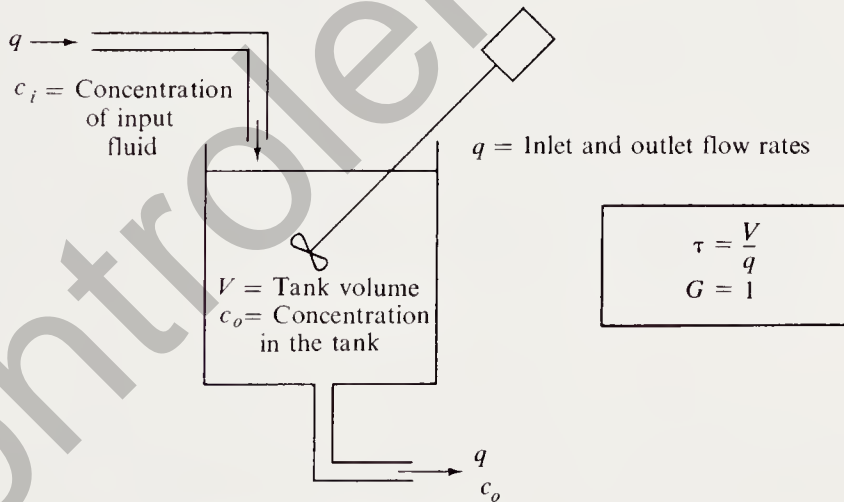 q
c_i = Concentration
of input
fluid
q = Inlet and outlet flow rates
τ = V/q
G = 1
V = Tank volume
c_o = Concentration
in the tank
q
c_o
ontroler